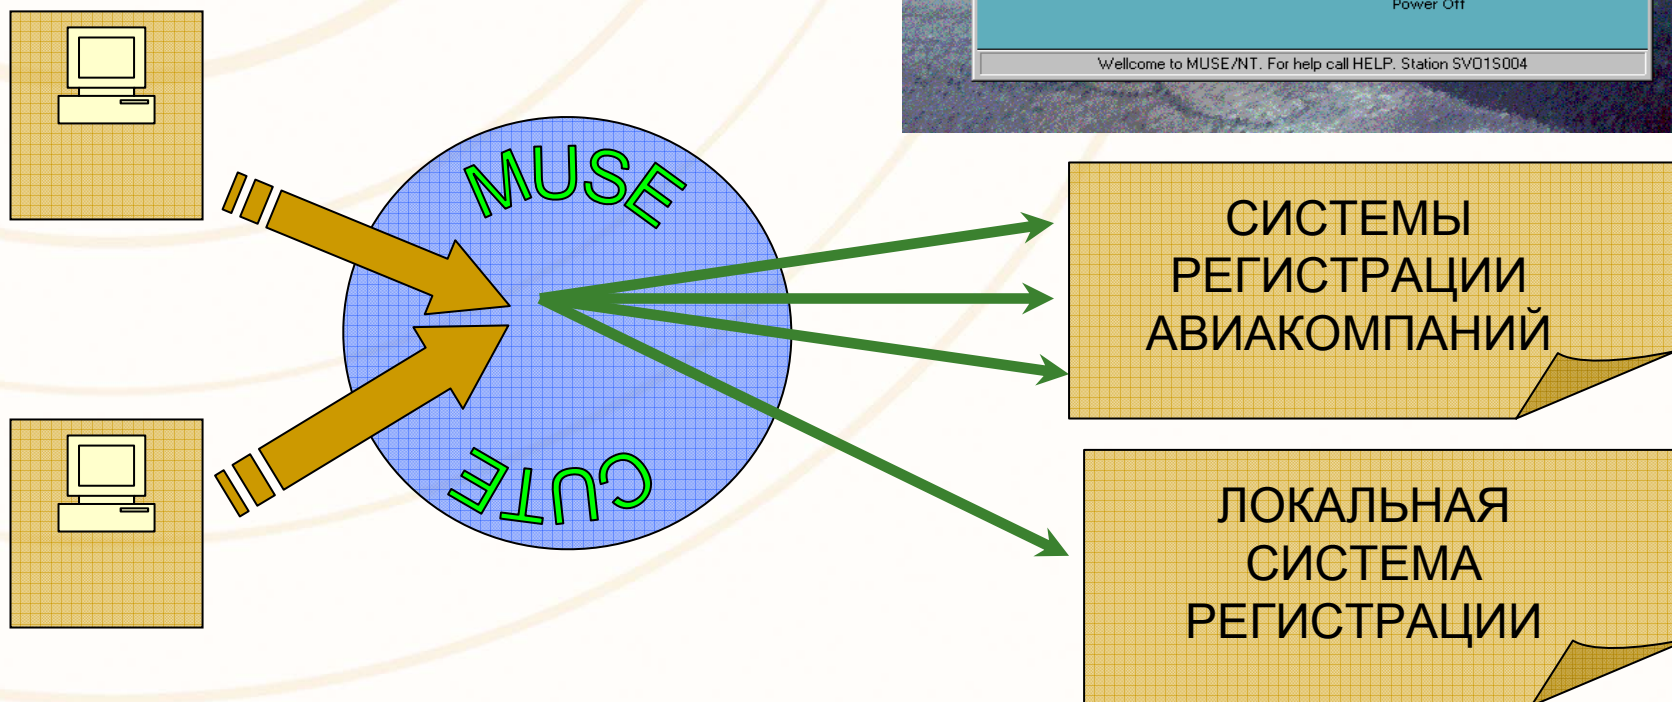 Power Off
Wellcome to MUSE/NT. For help call HELP. Station SVO1S004
MUSE
CUTE
СИСТЕМЫ
РЕГИСТРАЦИИ
АВИАКОМПАНИЙ
ЛОКАЛЬНАЯ
СИСТЕМА
РЕГИСТРАЦИИ